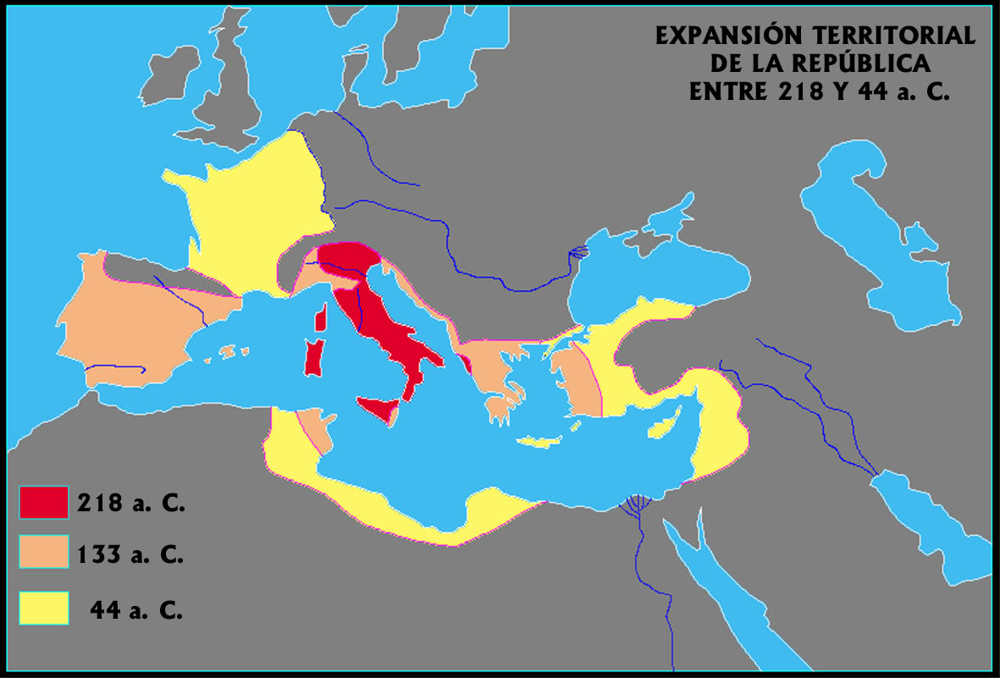 EXPANSIÓN TERRITORIAL
DE LA REPÚBLICA
ENTRE 218 Y 44 a. C.
218 a. C.
133 a. C.
44 a. C.